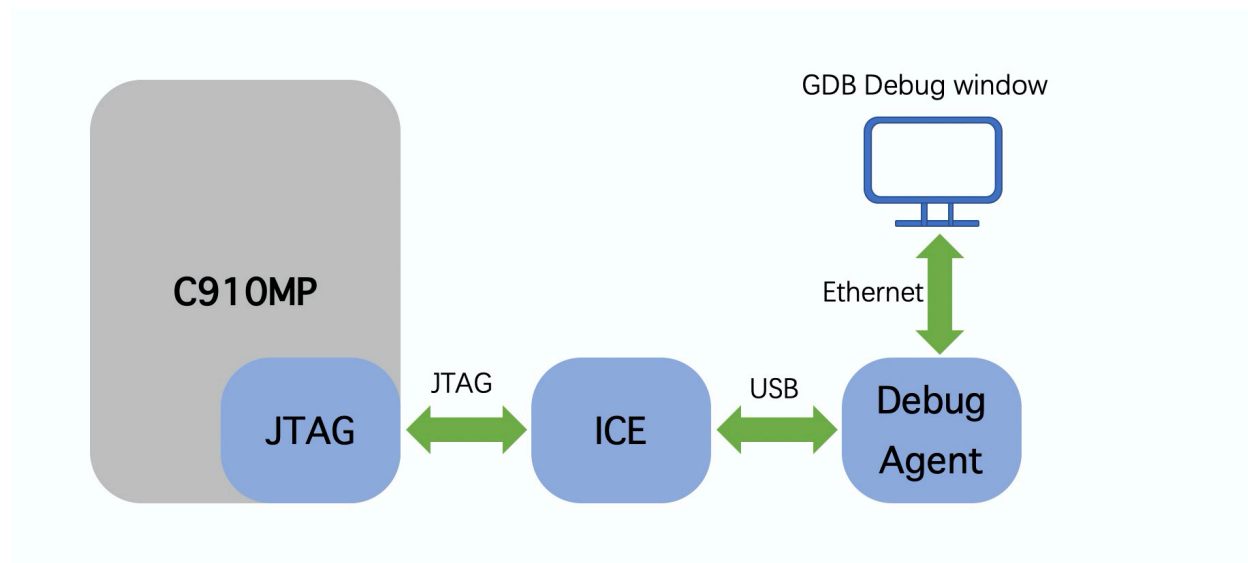 GDB Debug window
C910MP
Ethernet
JTAG
USB
JTAG
ICE
Debug
Agent